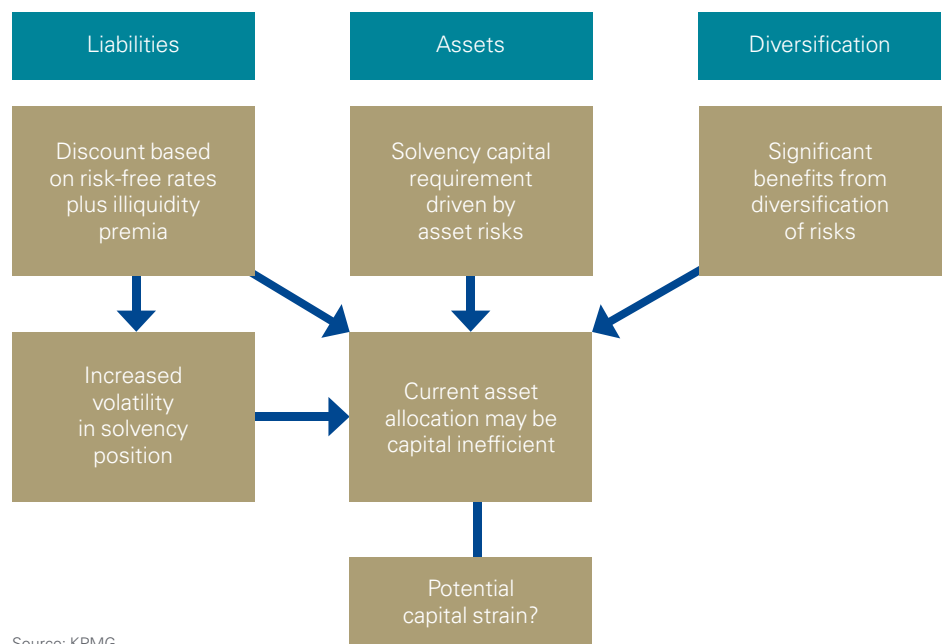 Liabilities
Assets
Diversification
Discount based
on risk-free rates
plus illiquidity
premia
Solvency capital
requirement
driven by
asset risks
Significant
benefits from
diversification
of risks
Increased
volatility
in solvency
position
Current asset
allocation may be
capital inefficient
Potential
capital strain?
Source: KPMG